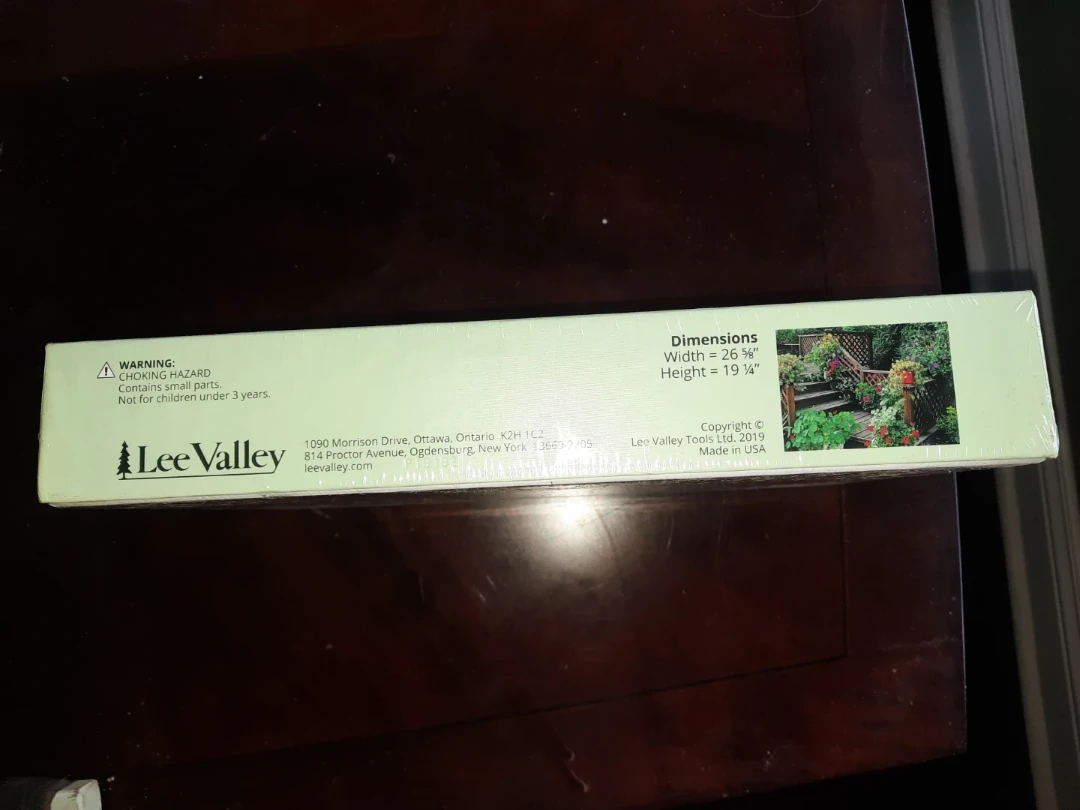 WARNING:
CHOKING HAZARD
Contains small parts.
Not for children under 3 years.
Lee Valley
1090 Morrison Drive, Ottawa, Ontario K2H 1C2
814 Proctor Avenue, Ogdensburg, New York 13669-2205
leevalley.com
Dimensions
Width = 26 ⅝"
Height = 19 ¼"
Copyright ©
Lee Valley Tools Ltd. 2019
Made in USA